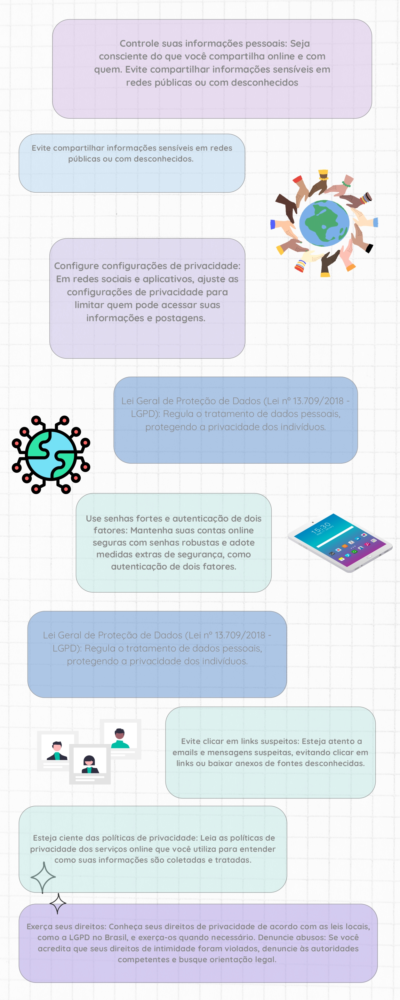 Controle suas informações pessoais: Seja
consciente do que você compartilha online e com
quem. Evite compartilhar informações sensíveis em
redes públicas ou com desconhecidos
Evite compartilhar informações sensíveis em redes
públicas ou com desconhecidos.
Configure configurações de privacidade:
Em redes sociais e aplicativos, ajuste as
configurações de privacidade para
limitar quem pode acessar suas
informações e postagens.
Lei Geral de Proteção de Dados (Lei nº 13.709/2018 -
LGPD): Regula o tratamento de dados pessoais,
protegendo a privacidade dos indivíduos.
Use senhas fortes e autenticação de dois
fatores: Mantenha suas contas online
seguras com senhas robustas e adote
medidas extras de segurança, como
autenticação de dois fatores.
15:30
Wed, 11 January
Lei Geral de Proteção de Dados (Lei nº 13.709/2018 -
LGPD): Regula o tratamento de dados pessoais,
protegendo a privacidade dos indivíduos.
Evite clicar em links suspeitos: Esteja atento a
emails e mensagens suspeitas, evitando clicar em
links ou baixar anexos de fontes desconhecidas.
Esteja ciente das políticas de privacidade: Leia as políticas de
privacidade dos serviços online que você utiliza para entender
como suas informações são coletadas e tratadas.
Exerça seus direitos: Conheça seus direitos de privacidade de acordo com as leis locais,
como a LGPD no Brasil, e exerça-os quando necessário. Denuncie abusos: Se você
acredita que seus direitos de intimidade foram violados, denuncie às autoridades
competentes e busque orientação legal.